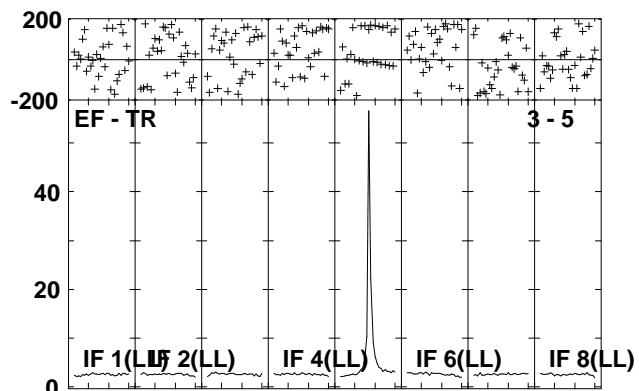 200
-200
EF - TR 3 - 5
40
20
IF 1(LL) IF 2(LL) IF 4(LL) IF 6(LL) IF 8(LL)
0